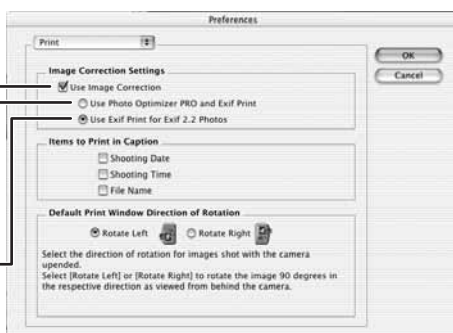 Preferences
Print
OK
Cancel
Image Correction Settings
Use Image Correction
Use Photo Optimizer PRO and Exif Print
Use Exif Print for Exif 2.2 Photos
Items to Print in Caption
Shooting Date
Shooting Time
File Name
Default Print Window Direction of Rotation
Rotate Left
Rotate Right
Select the direction of rotation for images shot with the camera
upended.
Select [Rotate Left] or [Rotate Right] to rotate the image 90 degrees in
the respective direction as viewed from behind the camera.